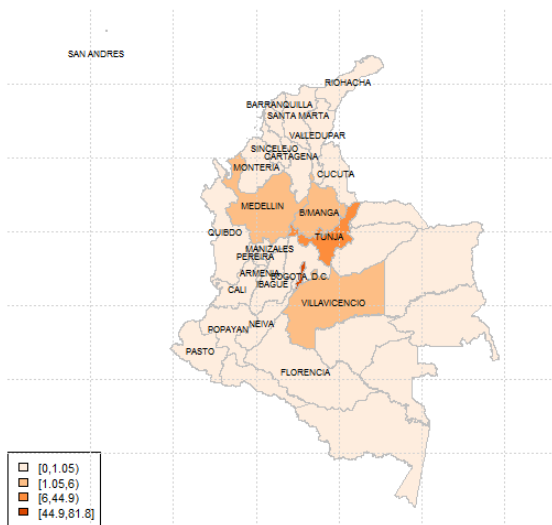 SAN ANDRES
RIOHACHA
BARRANQUILLA
SANTA MARTA
VALLEDUPAR
SINCELEJO
CARTAGENA
MONTERIA
CUCUTA
MEDELLIN
B/MANGA
QUIBDO
TUNJA
MANIZALES
PEREIRA
ARMENIA
BOGOTA, D.C.
IBAGUE
CALI
VILLAVICENCIO
NEIVA
POPAYAN
PASTO
FLORENCIA
[0,1.05)
[1.05,6)
[6,44.9)
[44.9,81.8]